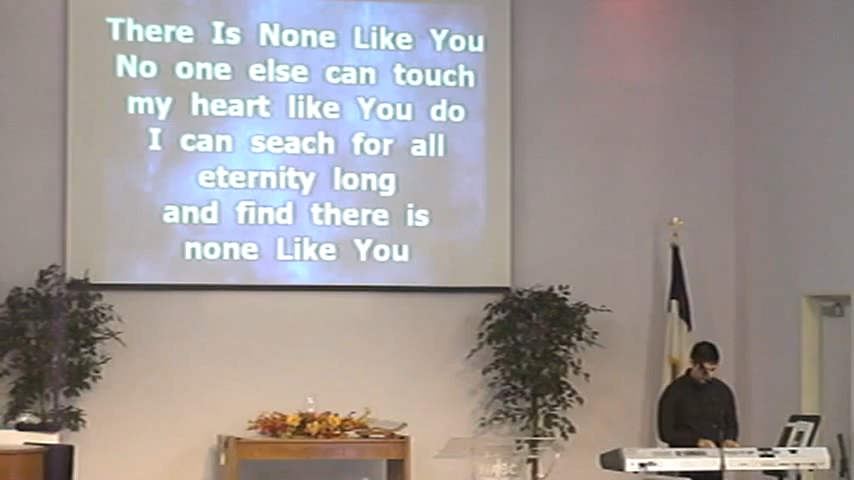 There Is None Like You
No one else can touch
my heart like You do
I can seach for all
eternity long
and find there is
none Like You